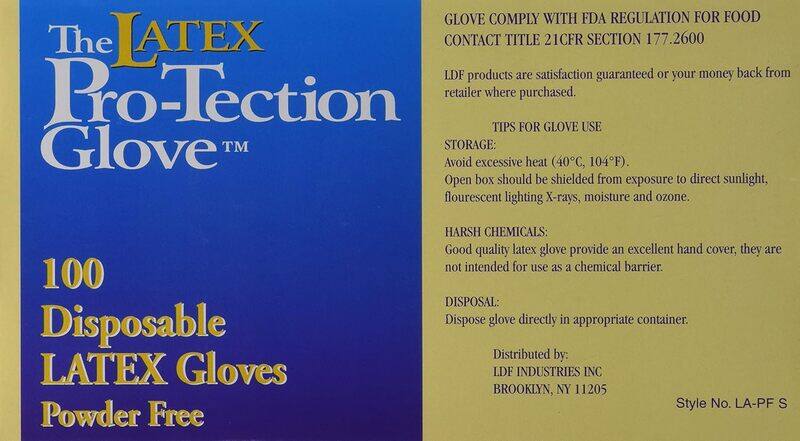 The LATEX
Pro-Tection
Glove™
100
Disposable
LATEX Gloves
Powder Free
GLOVE COMPLY WITH FDA REGULATION FOR FOOD
CONTACT TITLE 21CFR SECTION 177.2600
LDF products are satisfaction guaranteed or your money back from
retailer where purchased.
TIPS FOR GLOVE USE
STORAGE:
Avoid excessive heat (40°C, 104°F).
Open box should be shielded from exposure to direct sunlight,
flourescent lighting X-rays, moisture and ozone.
HARSH CHEMICALS:
Good quality latex glove provide an excellent hand cover, they are
not intended for use as a chemical barrier.
DISPOSAL:
Dispose glove directly in appropriate container.
Distributed by:
LDF INDUSTRIES INC
BROOKLYN, NY 11205
Style No. LA-PF S